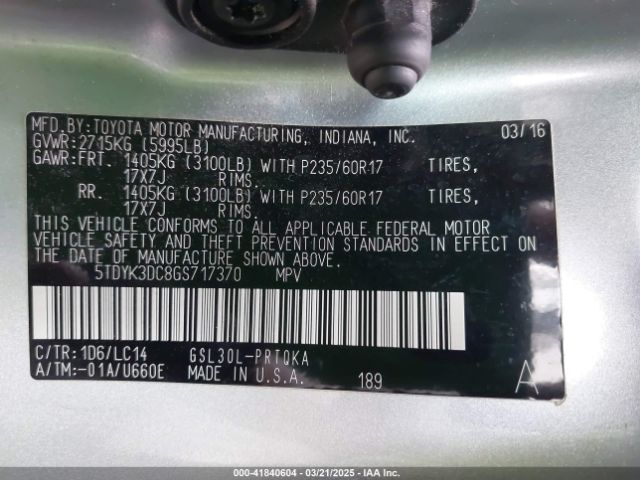 MFD.BY: TOYOTA MOTOR MANUFACTURING, INDIANA, INC. 03/16
GVWR: 2715KG (5995LB)
GAWR: FRT. 1405KG (3100LB) WITH P235/60R17 TIRES,
17X7J RIMS.
RR. 1405KG (3100LB) WITH P235/60R17 TIRES,
17X7J RIMS.
THIS VEHICLE CONFORMS TO ALL APPLICABLE FEDERAL MOTOR
VEHICLE SAFETY AND THEFT PREVENTION STANDARDS IN EFFECT ON
THE DATE OF MANUFACTURE SHOWN ABOVE.
5TDYK3DC8GS717370 MPV
C/TR: 1D6/LC14 GSL30L-PRTQKA
A/TM:-01A/U660E MADE IN U.S.A. 189 A
000-41840604 — 03/21/2025 — IAA Inc.